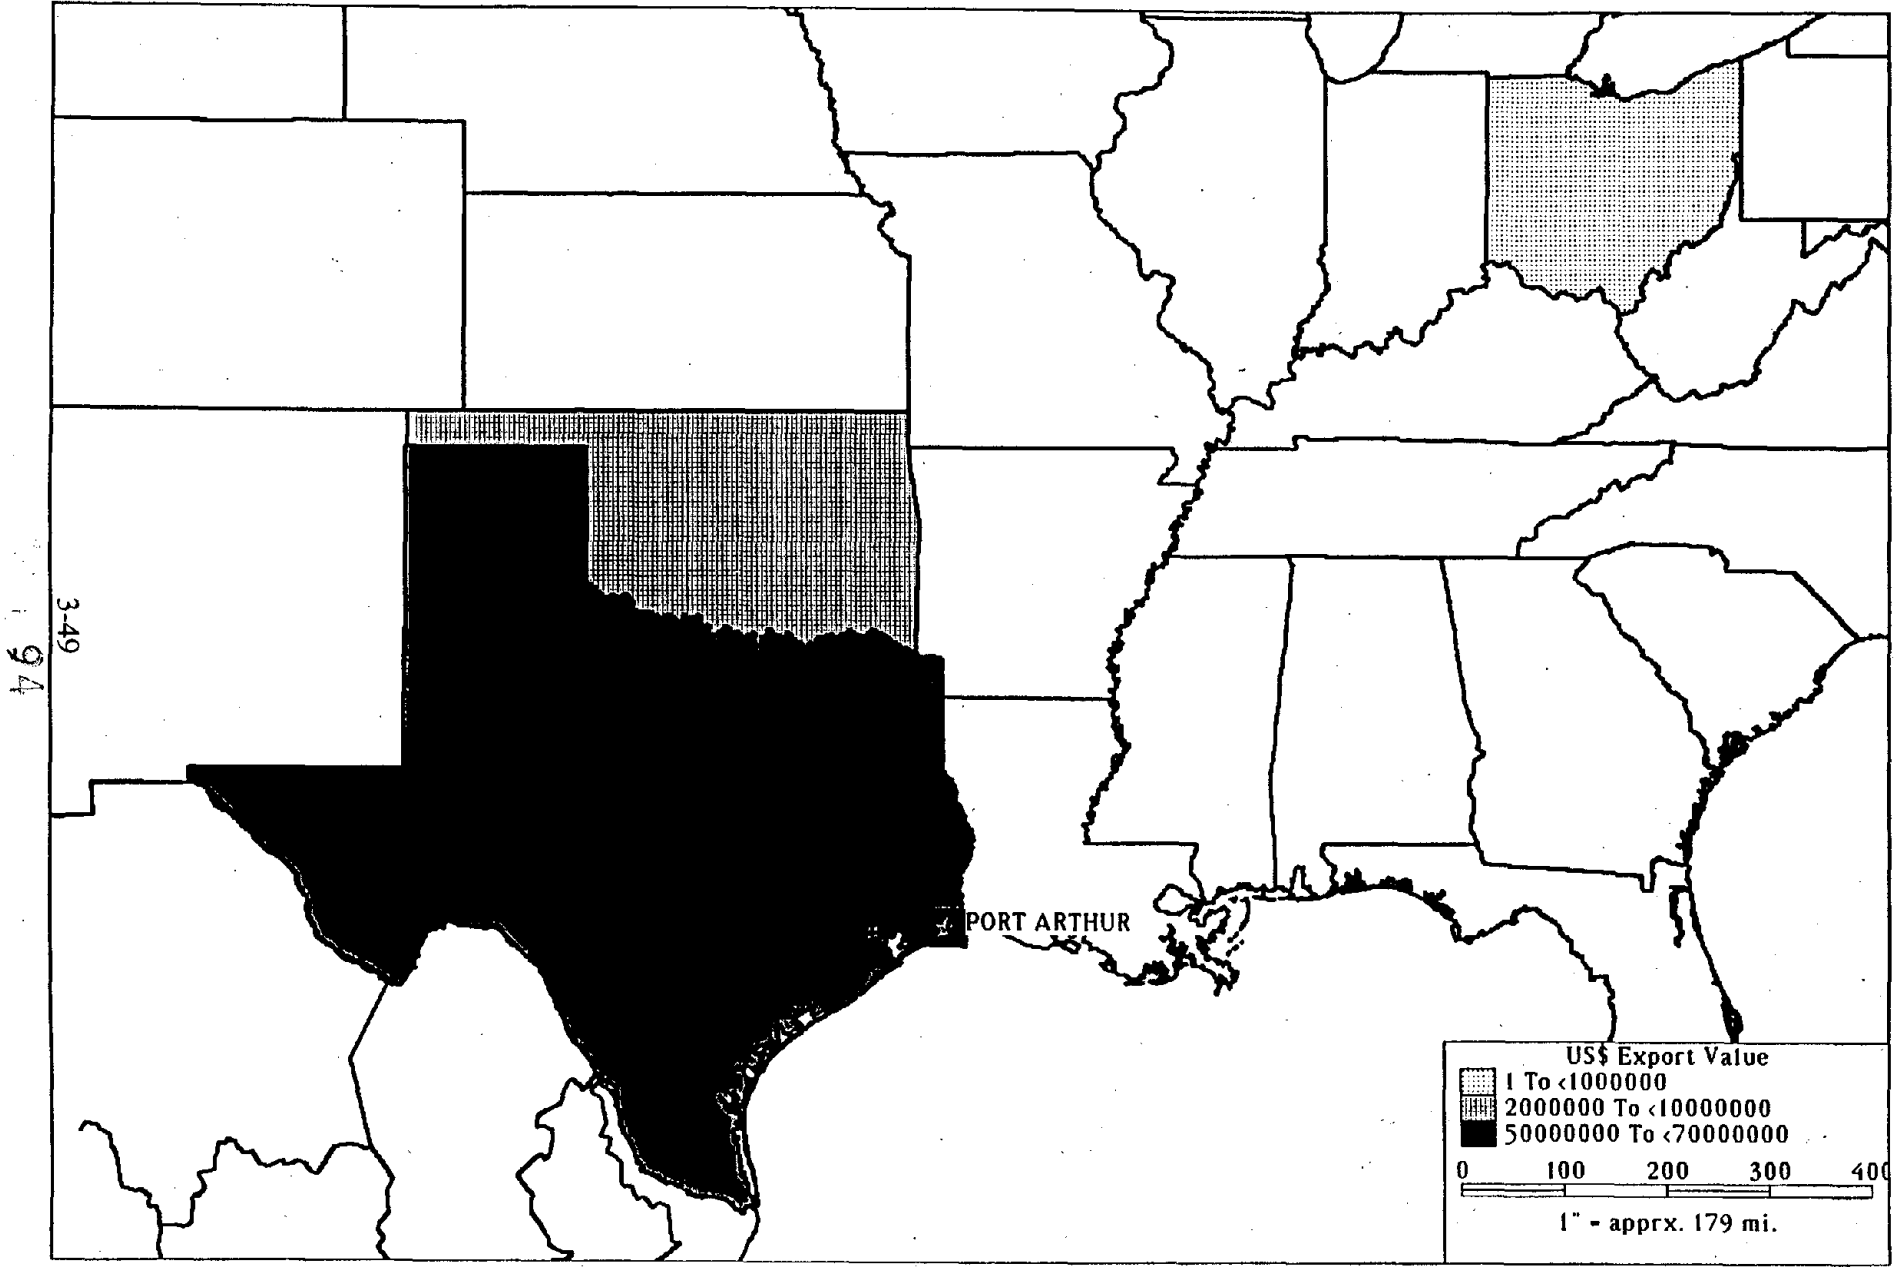 3-49
94
PORT ARTHUR
US$ Export Value
1 To <1000000
2000000 To <10000000
50000000 To <70000000
0 100 200 300 400
1" - apprx. 179 mi.